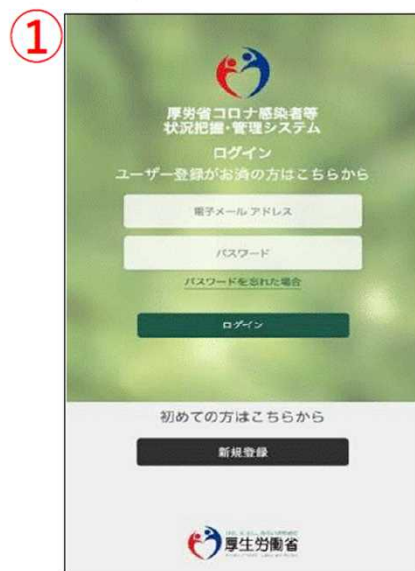 ①
厚労省コロナ感染者等
状況把握・管理システム
ログイン
ユーザー登録がお済の方はこちらから
電子メール アドレス
パスワード
パスワードを忘れた場合
ログイン
初めての方はこちらから
新規登録
厚生労働省